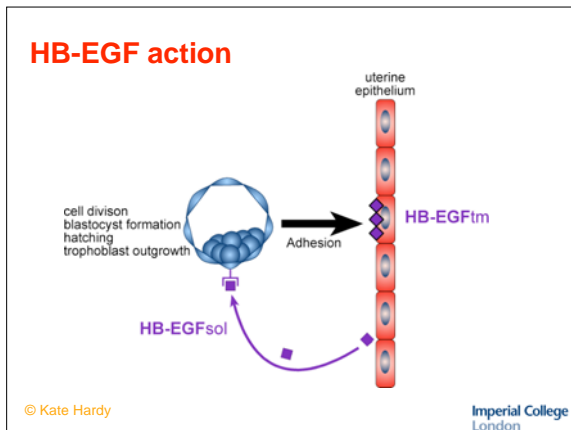 HB-EGF action
uterine
epithelium
cell divison
blastocyst formation
hatching
trophoblast outgrowth
Adhesion
HB-EGFtm
HB-EGFsol
© Kate Hardy
Imperial College
London